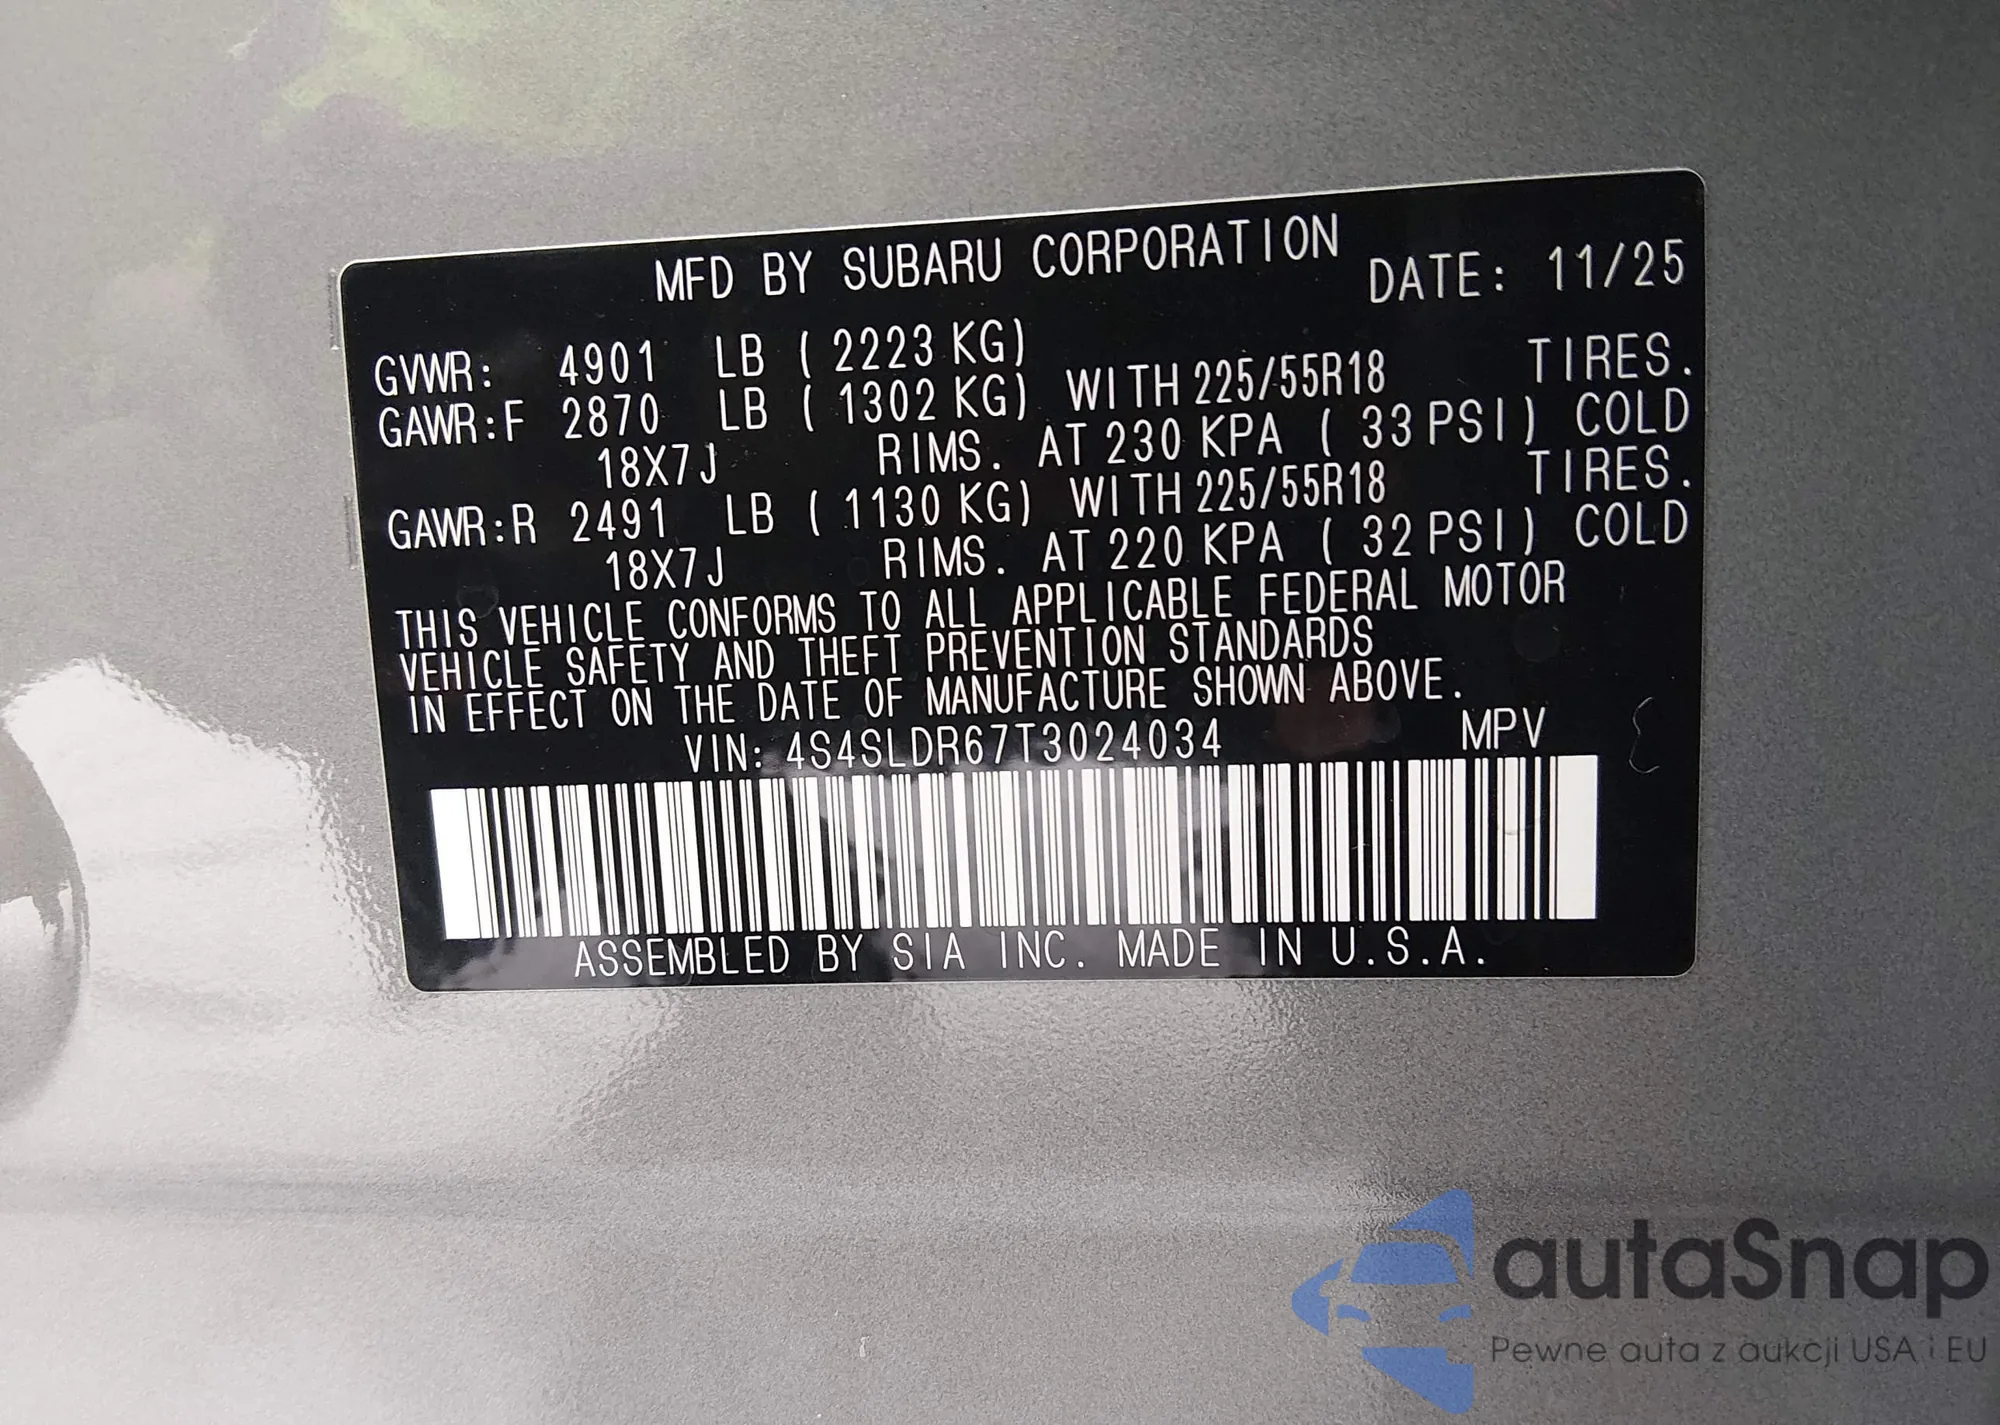 MFD BY SUBARU CORPORATION DATE: 11/25
GVWR: 4901 LB ( 2223 KG)
GAWR:F 2870 LB ( 1302 KG) WITH 225/55R18 TIRES.
18X7J RIMS. AT 230 KPA ( 33 PSI) COLD
GAWR:R 2491 LB ( 1130 KG) WITH 225/55R18 TIRES.
18X7J RIMS. AT 220 KPA ( 32 PSI) COLD
THIS VEHICLE CONFORMS TO ALL APPLICABLE FEDERAL MOTOR
VEHICLE SAFETY AND THEFT PREVENTION STANDARDS
IN EFFECT ON THE DATE OF MANUFACTURE SHOWN ABOVE.
VIN: 4S4SLDR67T3024034 MPV
ASSEMBLED BY SIA INC. MADE IN U.S.A.
autaSnap
Pewne auta z aukcji USA i EU